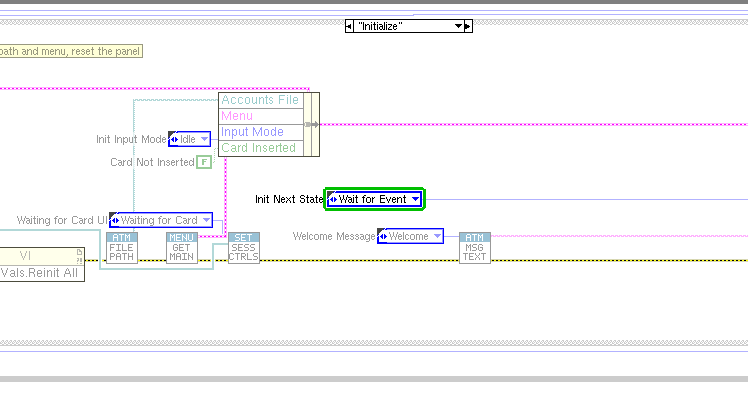 "Initialize"
path and menu, reset the panel
Accounts File
Menu
Input Mode
Card Inserted
Init Input Mode
Idle
Card Not Inserted
F
Init Next State
Wait for Event
Waiting for Card UI
Waiting for Card
Welcome Message
Welcome
ATM
FILE
PATH
MENU
GET
MAIN
SET
SESS
CTRLS
ATM
MSG
TEXT
VI
?!!
Vals.Reinit All